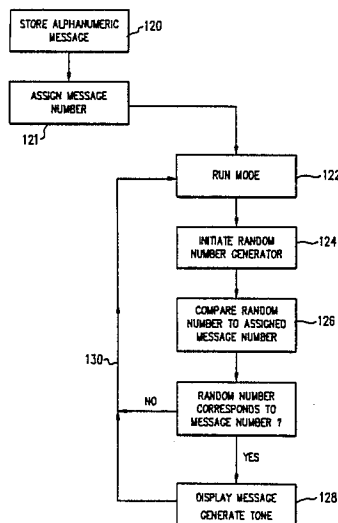 STORE ALPHANUMERIC
MESSAGE
120
ASSIGN MESSAGE
NUMBER
121
RUN MODE
122
INITIATE RANDOM
NUMBER GENERATOR
124
COMPARE RANDOM
NUMBER TO ASSIGNED
MESSAGE NUMBER
126
130
NO
RANDOM NUMBER
CORRESPONDS TO
MESSAGE NUMBER ?
YES
DISPLAY MESSAGE
GENERATE TONE
128